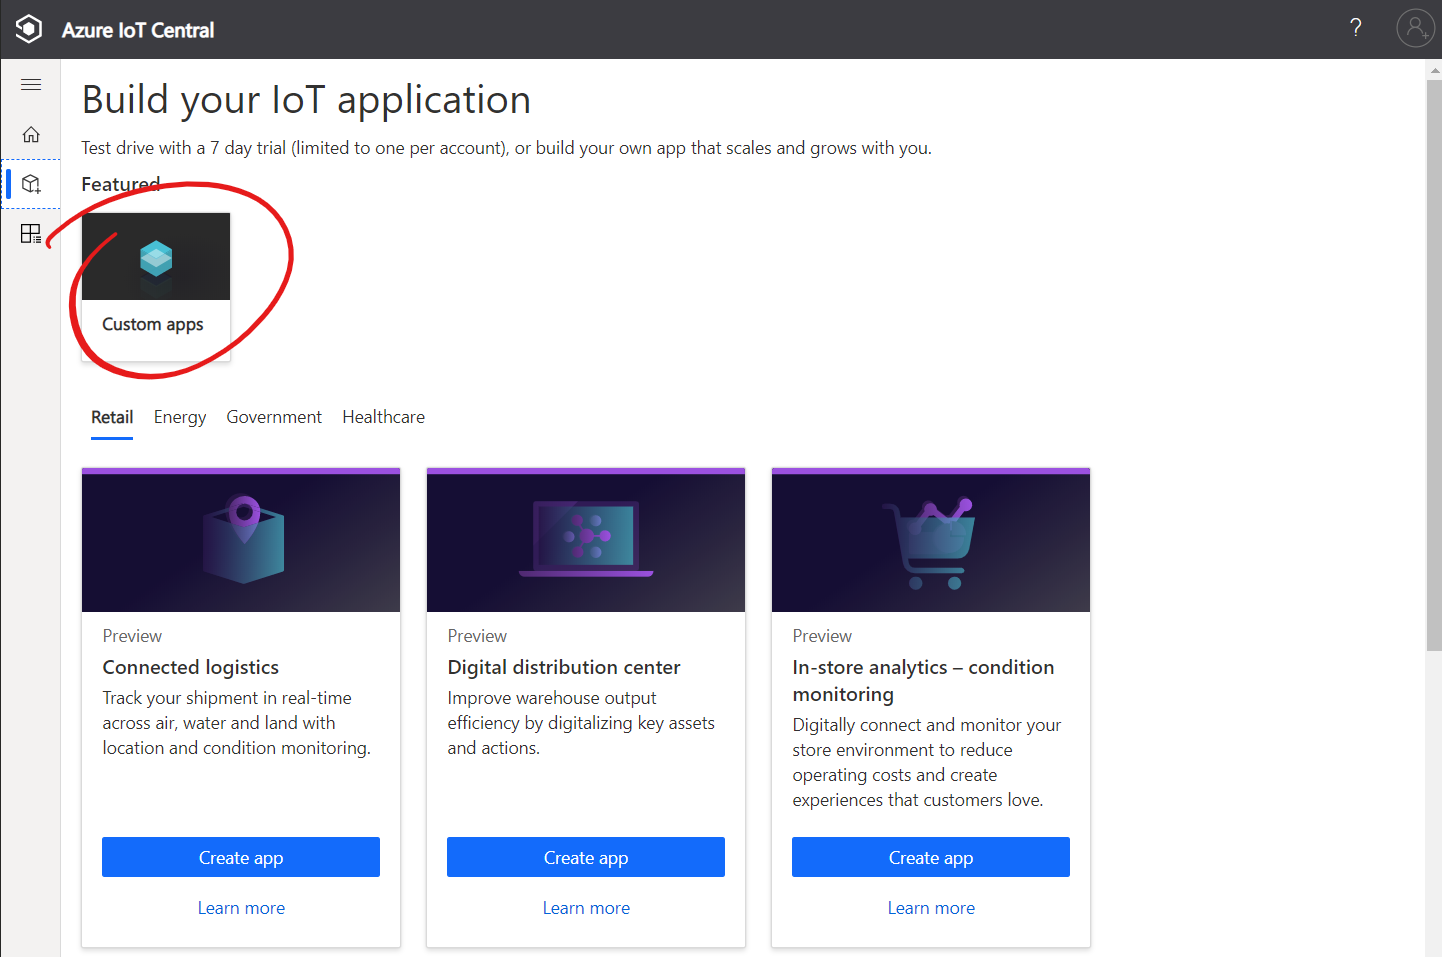 Azure IoT Central
?
Build your IoT application
Test drive with a 7 day trial (limited to one per account), or build your own app that scales and grows with you.
Featured
Custom apps
Retail Energy Government Healthcare
Preview
Connected logistics
Track your shipment in real-time
across air, water and land with
location and condition monitoring.
Create app
Learn more
Preview
Digital distribution center
Improve warehouse output
efficiency by digitalizing key assets
and actions.
Create app
Learn more
Preview
In-store analytics – condition
monitoring
Digitally connect and monitor your
store environment to reduce
operating costs and create
experiences that customers love.
Create app
Learn more